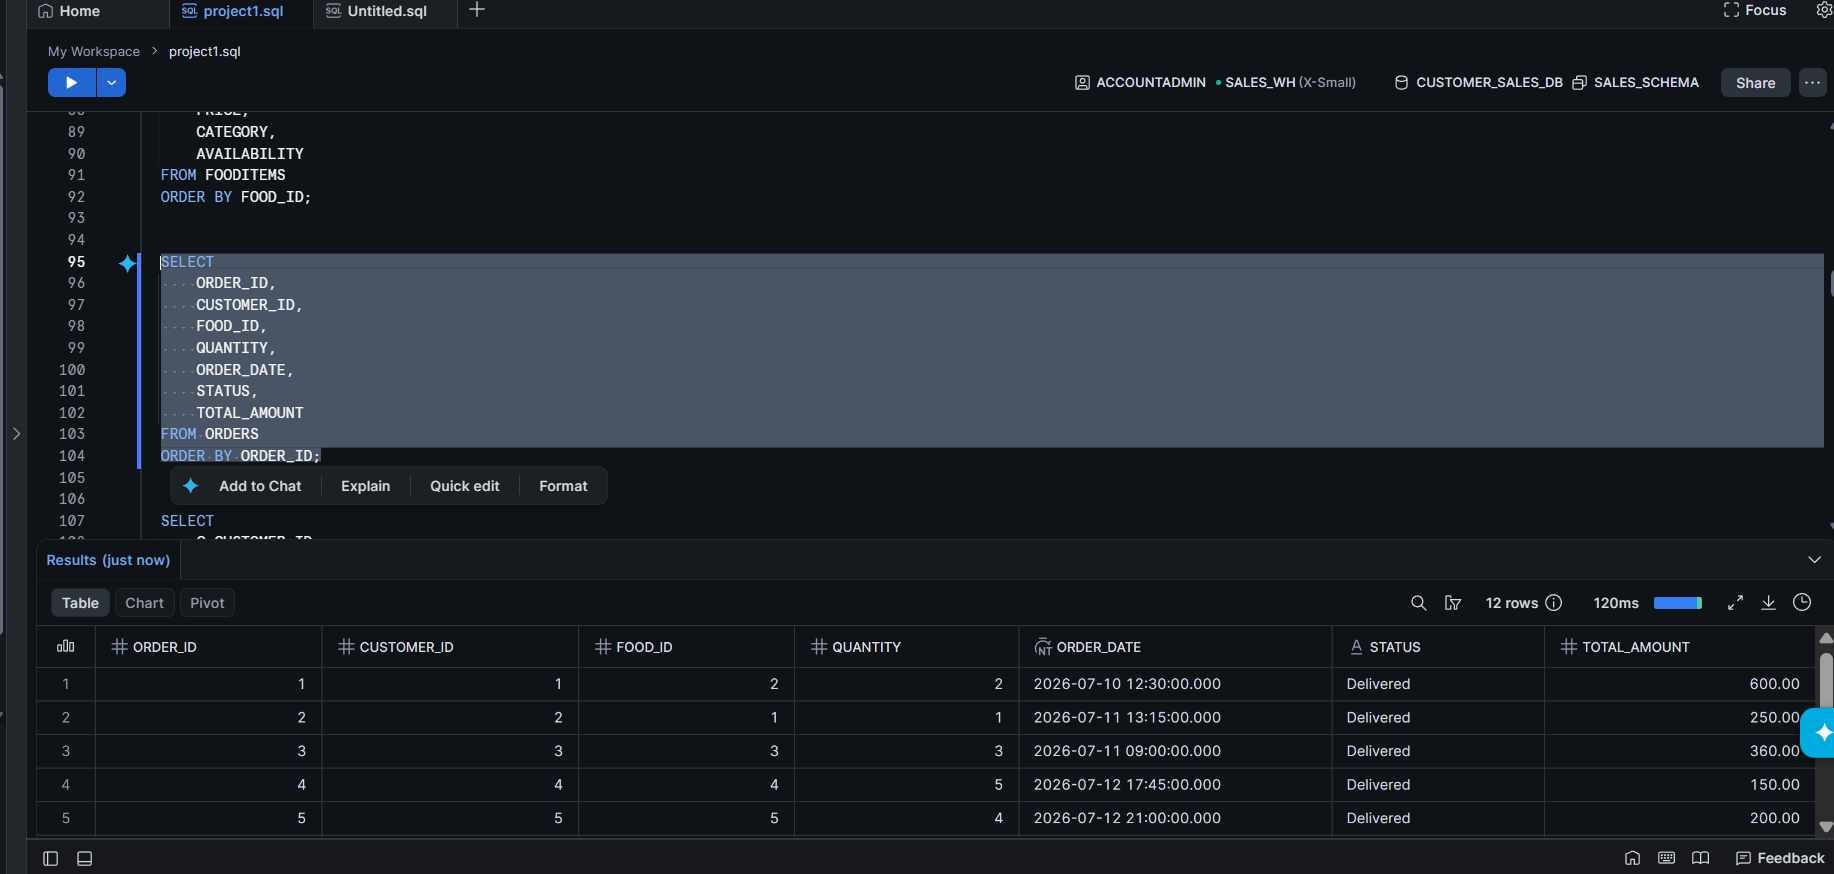 Home
SQL project1.sql
SQL Untitled.sql
Focus
My Workspace > project1.sql
ACCOUNTADMIN
SALES_WH (X-Small)
CUSTOMER_SALES_DB
SALES_SCHEMA
Share
88 PRICE,
89 CATEGORY,
90 AVAILABILITY
91 FROM FOODITEMS
92 ORDER BY FOOD_ID;
93
94
95 SELECT
96 ORDER_ID,
97 CUSTOMER_ID,
98 FOOD_ID,
99 QUANTITY,
100 ORDER_DATE,
101 STATUS,
102 TOTAL_AMOUNT
103 FROM ORDERS
104 ORDER BY ORDER_ID;
105
Add to Chat Explain Quick edit Format
106
107 SELECT
108 C.CUSTOMER_ID
Results (just now)
Table Chart Pivot
12 rows
120ms
ORDER_ID CUSTOMER_ID FOOD_ID QUANTITY NT ORDER_DATE A STATUS TOTAL_AMOUNT
1 1 1 2 2 2026-07-10 12:30:00.000 Delivered 600.00
2 2 2 1 1 2026-07-11 13:15:00.000 Delivered 250.00
3 3 3 3 3 2026-07-11 09:00:00.000 Delivered 360.00
4 4 4 4 5 2026-07-12 17:45:00.000 Delivered 150.00
5 5 5 5 4 2026-07-12 21:00:00.000 Delivered 200.00
Feedback